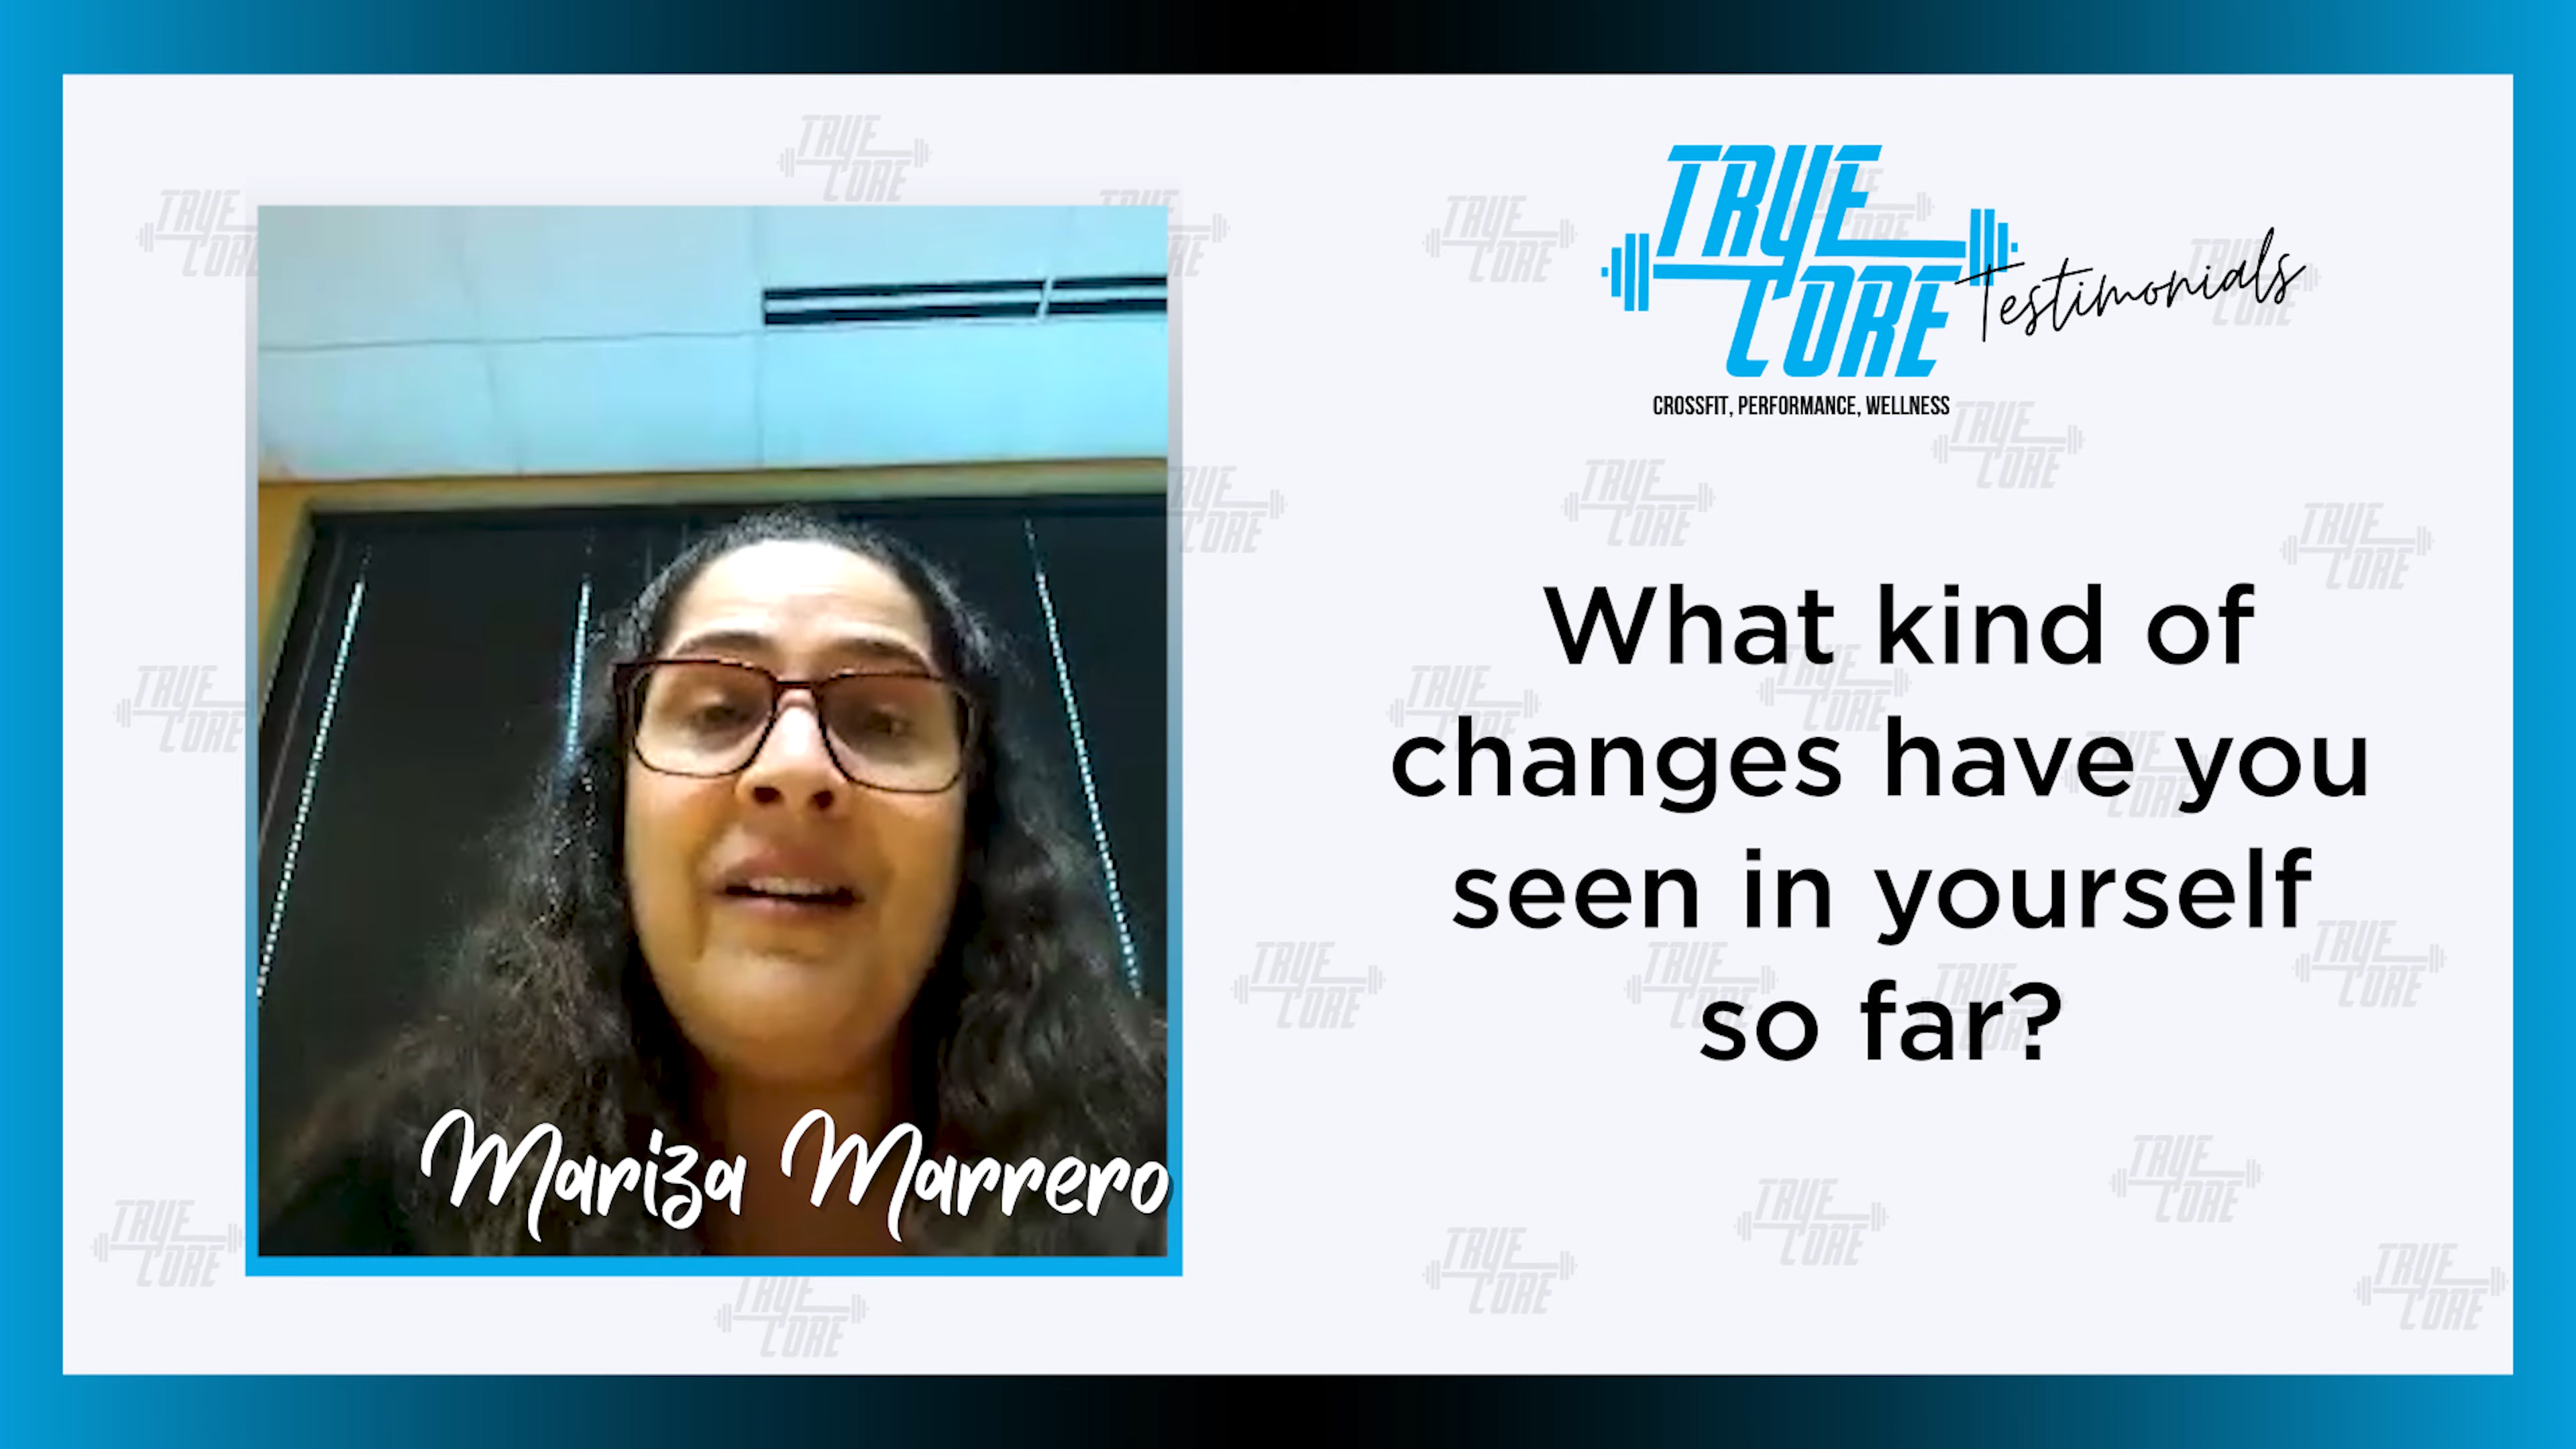 TRUE
CORE
Testimonials
CROSSFIT, PERFORMANCE, WELLNESS
What kind of
changes have you
seen in yourself
so far?
Mariza Marrero